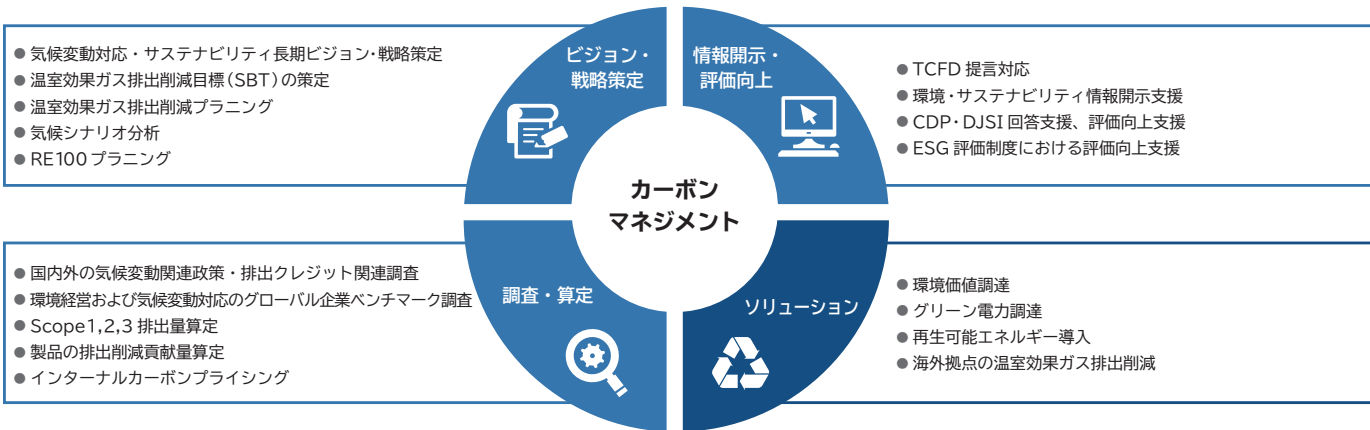 ● 気候変動対応・サステナビリティ長期ビジョン・戦略策定
● 温室効果ガス排出削減目標（SBT）の策定
● 温室効果ガス排出削減プラニング
● 気候シナリオ分析
● RE100 プラニング
ビジョン・
戦略策定
情報開示・
評価向上
● TCFD 提言対応
● 環境・サステナビリティ情報開示支援
● CDP・DJSI 回答支援、評価向上支援
● ESG 評価制度における評価向上支援
カーボン
マネジメント
● 国内外の気候変動関連政策・排出クレジット関連調査
● 環境経営および気候変動対応のグローバル企業ベンチマーク調査
● Scope1,2,3 排出量算定
● 製品の排出削減貢献量算定
● インターナルカーボンプライシング
調査・算定
ソリューション
● 環境価値調達
● グリーン電力調達
● 再生可能エネルギー導入
● 海外拠点の温室効果ガス排出削減